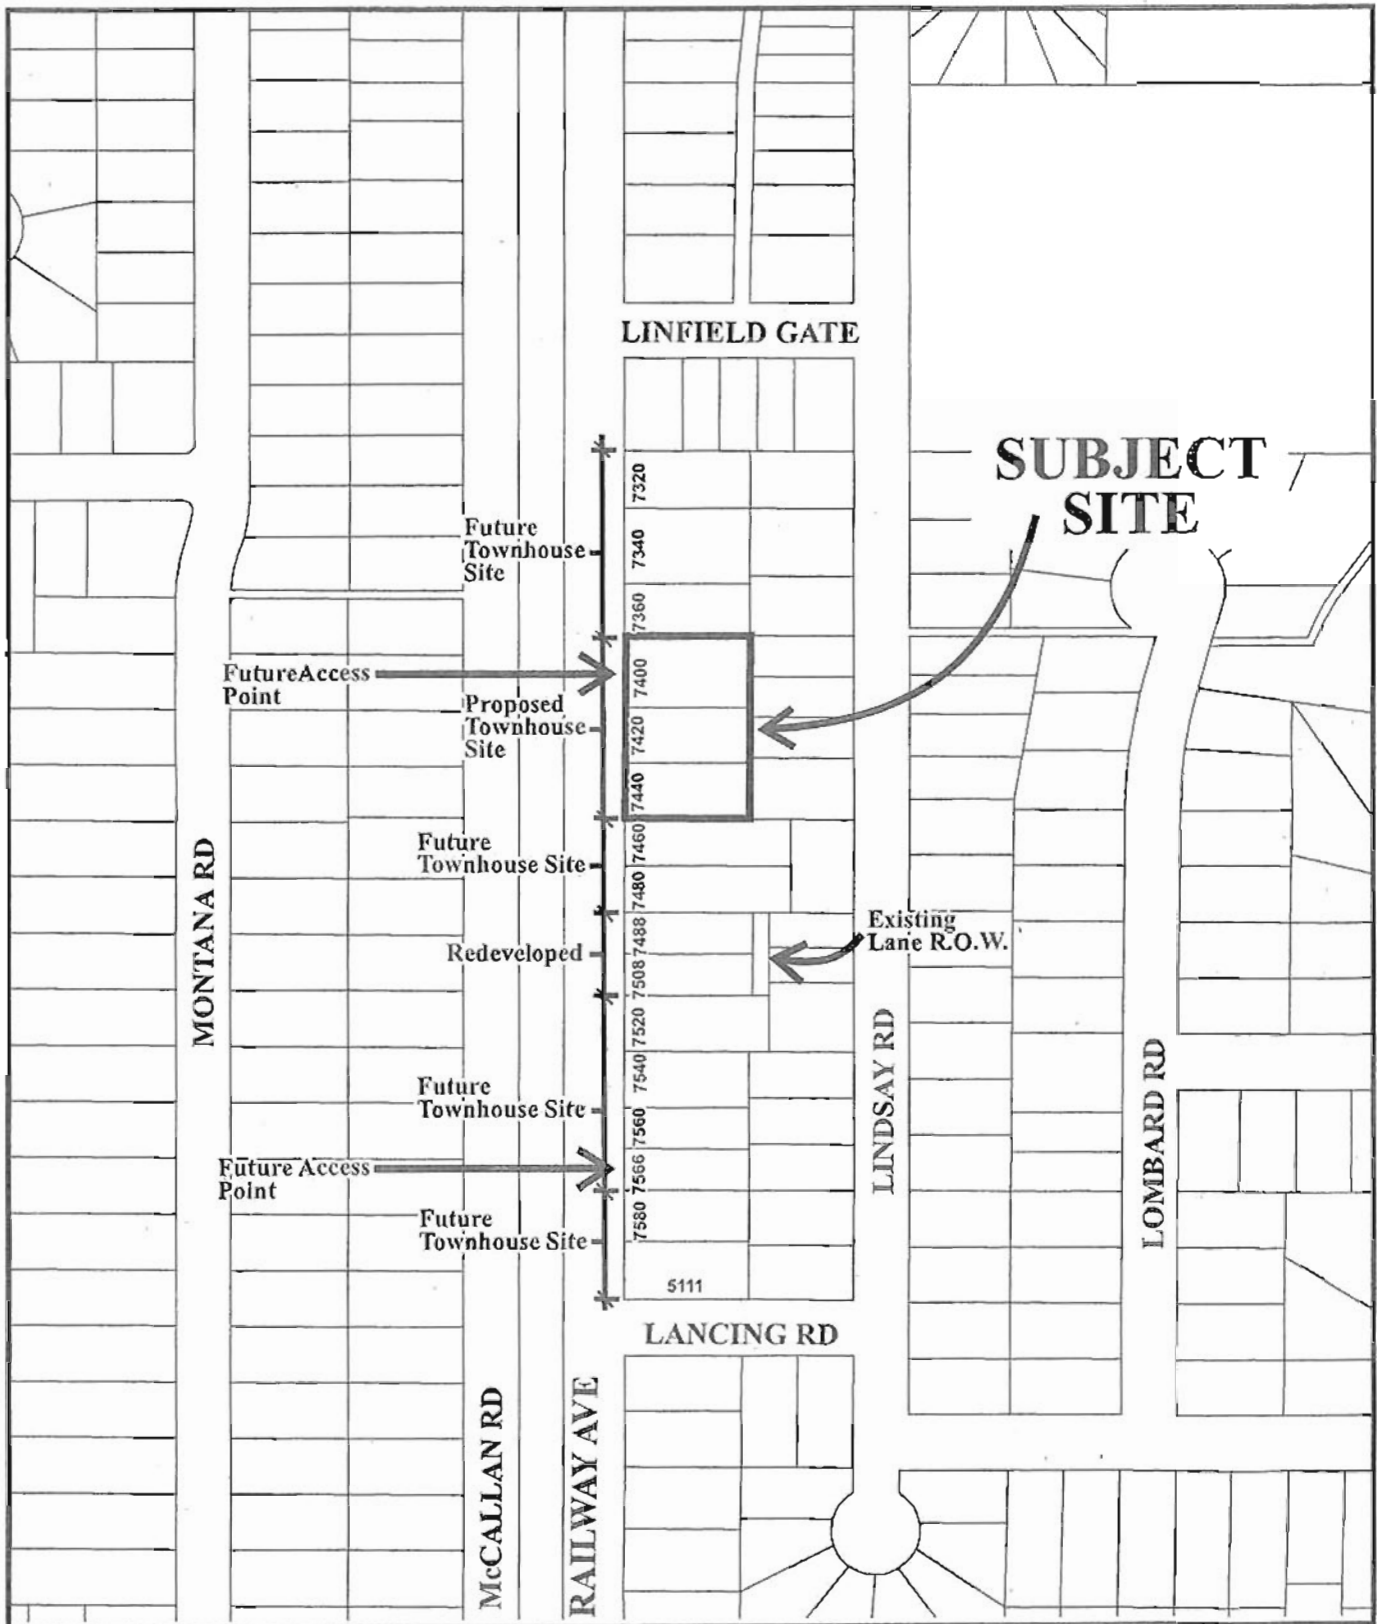 LINFIELD GATE
SUBJECT
SITE
7320
7340
7360
Future
Townhouse
Site
FutureAccess
Point
Proposed
Townhouse
Site
7400
7420
7440
Future
Townhouse Site
7460
7480
Redeveloped
7488
7508
Existing
Lane R.O.W.
7520
7540
7560
7566
7580
Future
Townhouse Site
Future Access
Point
Future
Townhouse Site
5111
LANCING RD
MONTANA RD
McCALLAN RD
RAILWAY AVE
LINDSAY RD
LOMBARD RD